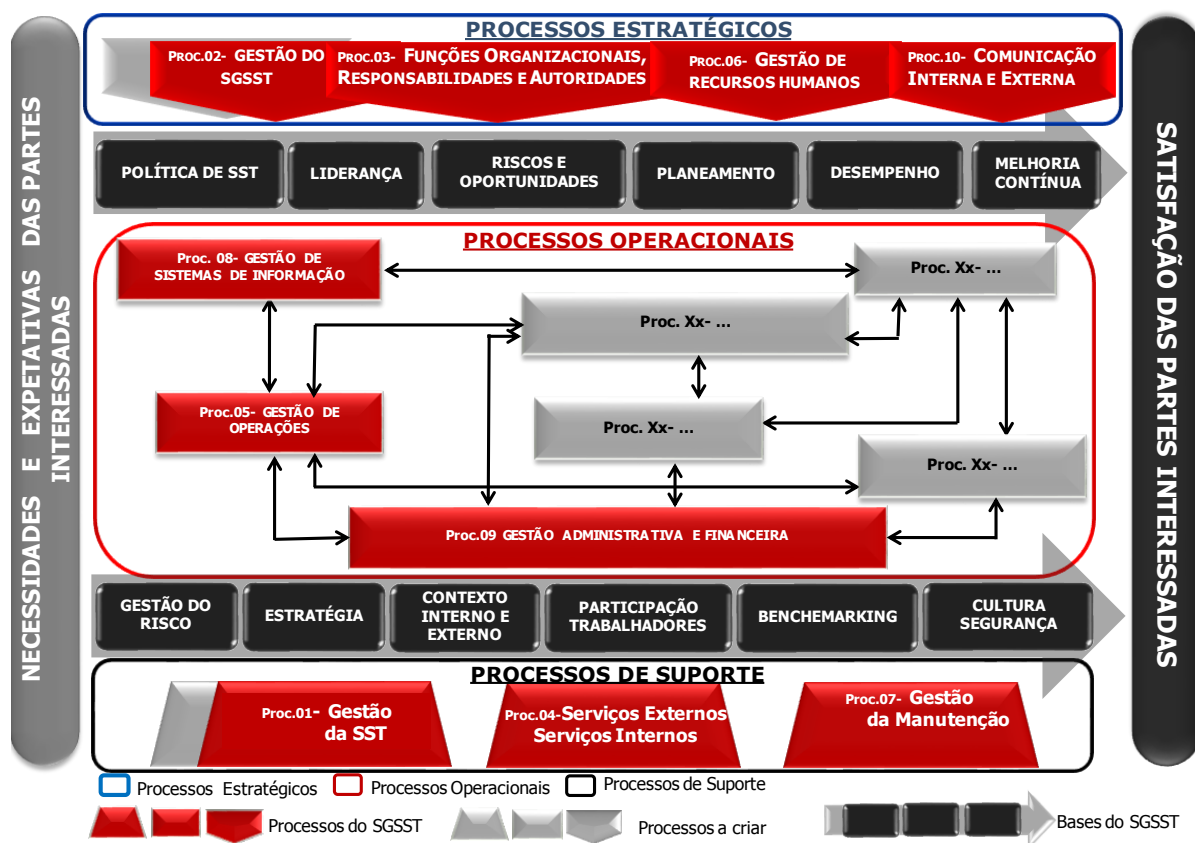 NECESSIDADES E EXPETATIVAS DAS PARTES
INTERESSADAS
PROCESSOS ESTRATÉGICOS
PROC.02- GESTÃO DO
SGSST
PROC.03- FUNÇÕES ORGANIZACIONAIS,
RESPONSABILIDADES E AUTORIDADES
PROC.06- GESTÃO DE
RECURSOS HUMANOS
PROC.10- COMUNICAÇÃO
INTERNA E EXTERNA
POLÍTICA DE SST
LIDERANÇA
RISCOS E
OPORTUNIDADES
PLANEAMENTO
DESEMPENHO
MELHORIA
CONTÍNUA
PROCESSOS OPERACIONAIS
PROC. 08- GESTÃO DE
SISTEMAS DE INFORMAÇÃO
Proc. Xx- ...
Proc. Xx- ...
Proc.05- GESTÃO DE
OPERAÇÕES
Proc. Xx- ...
Proc. Xx- ...
Proc.09 GESTÃO ADMINISTRATIVA E FINANCEIRA
GESTÃO DO
RISCO
ESTRATÉGIA
CONTEXTO
INTERNO E
EXTERNO
PARTICIPAÇÃO
TRABALHADORES
BENCHEMARKING
CULTURA
SEGURANÇA
PROCESSOS DE SUPORTE
Proc.01- Gestão
da SST
Proc.04-Serviços Externos
Serviços Internos
Proc.07- Gestão
da Manutenção
SATISFAÇÃO DAS PARTES INTERESSADAS
Processos Estratégicos
Processos Operacionais
Processos de Suporte
Processos do SGSST
Processos a criar
Bases do SGSST